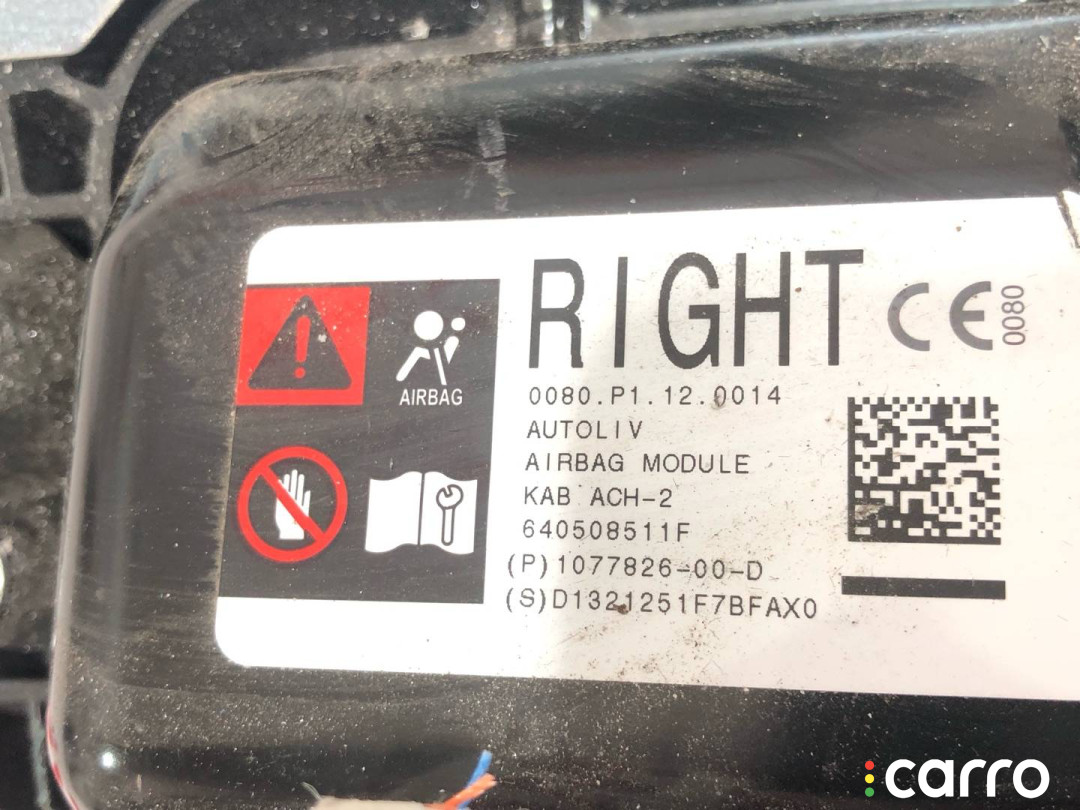 RIGHT
CE 0080
0080.P1.12.0014
AUTOLIV
AIRBAG MODULE
KAB ACH-2
640508511F
(P)1077826-00-D
(S)D1321251F7BFAX0
AIRBAG
carro